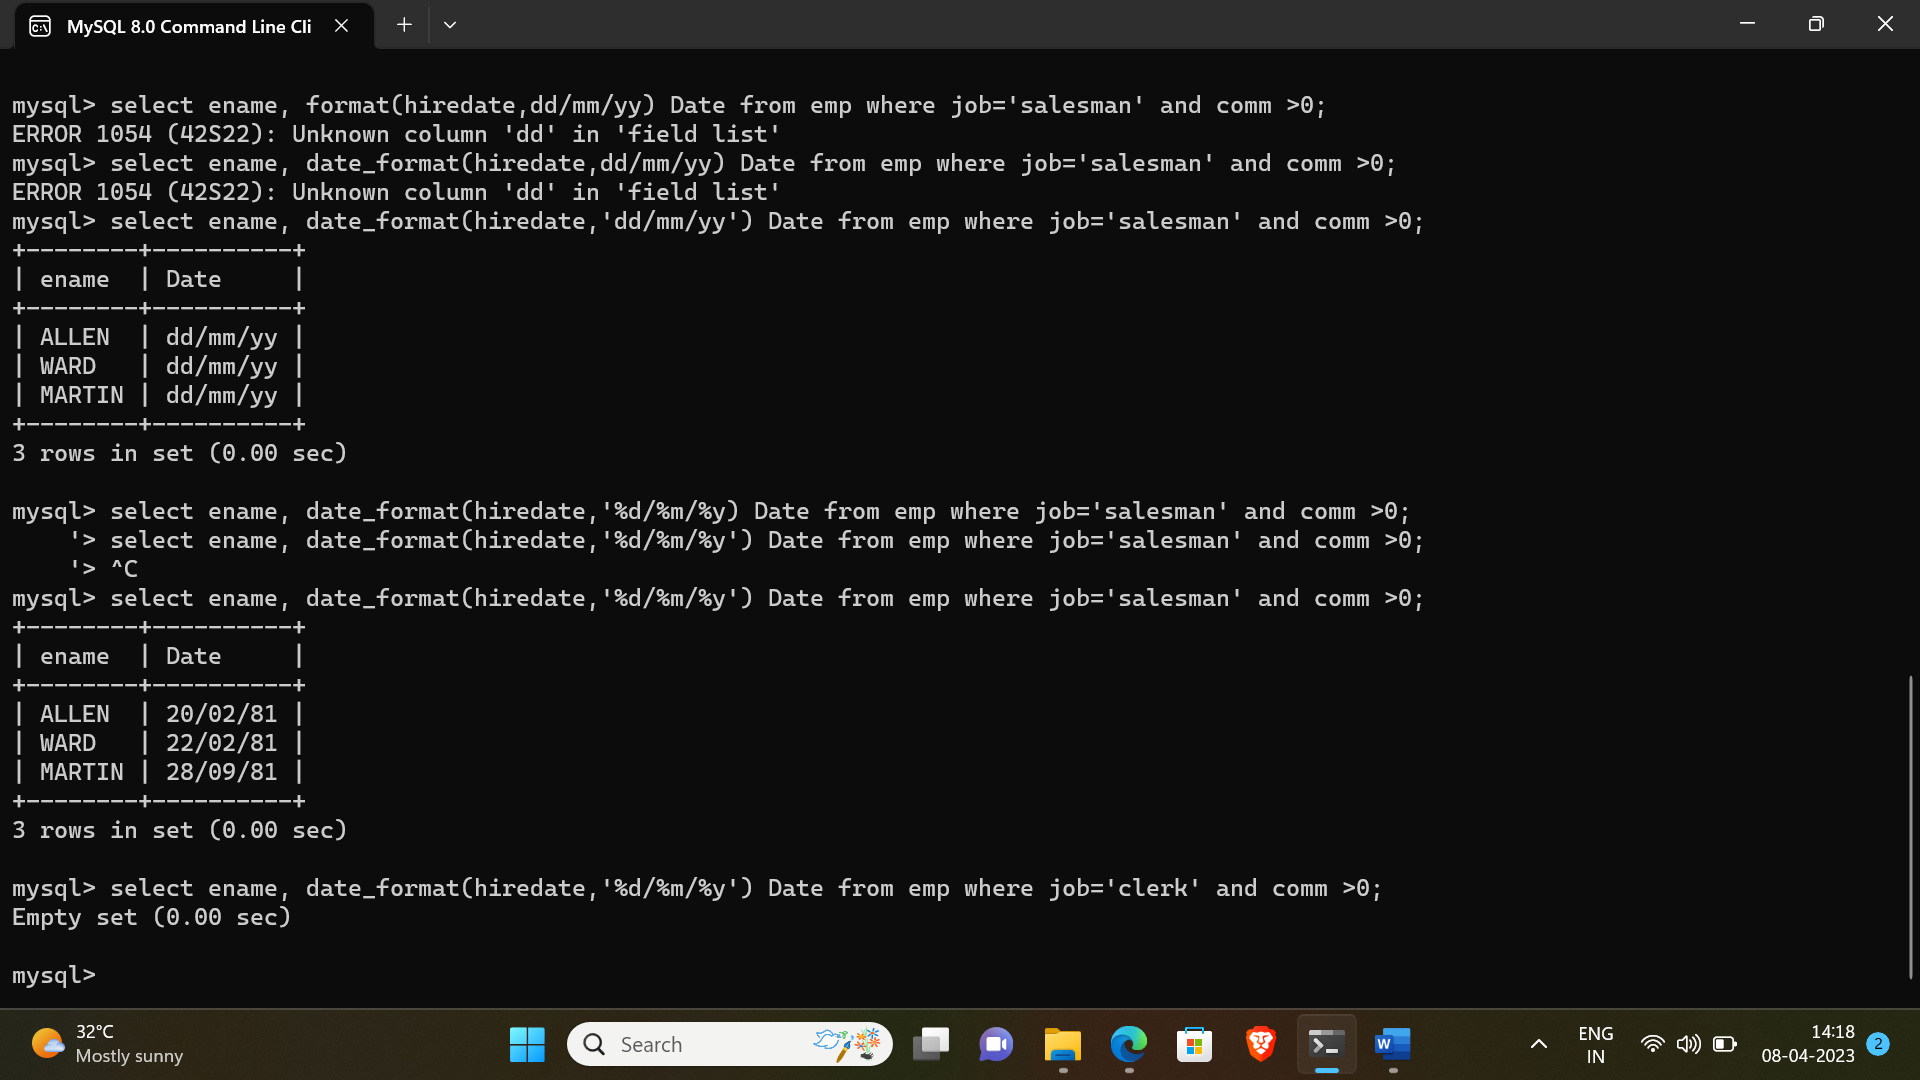 MySQL 8.0 Command Line Cli
mysql> select ename, format(hiredate,dd/mm/yy) Date from emp where job='salesman' and comm >0;
ERROR 1054 (42S22): Unknown column 'dd' in 'field list'
mysql> select ename, date_format(hiredate,dd/mm/yy) Date from emp where job='salesman' and comm >0;
ERROR 1054 (42S22): Unknown column 'dd' in 'field list'
mysql> select ename, date_format(hiredate,'dd/mm/yy') Date from emp where job='salesman' and comm >0;
+--------+----------+
| ename  | Date     |
+--------+----------+
| ALLEN  | dd/mm/yy |
| WARD   | dd/mm/yy |
| MARTIN | dd/mm/yy |
+--------+----------+
3 rows in set (0.00 sec)
mysql> select ename, date_format(hiredate,'%d/%m/%y) Date from emp where job='salesman' and comm >0;
    '> select ename, date_format(hiredate,'%d/%m/%y') Date from emp where job='salesman' and comm >0;
    '> ^C
mysql> select ename, date_format(hiredate,'%d/%m/%y') Date from emp where job='salesman' and comm >0;
+--------+----------+
| ename  | Date     |
+--------+----------+
| ALLEN  | 20/02/81 |
| WARD   | 22/02/81 |
| MARTIN | 28/09/81 |
+--------+----------+
3 rows in set (0.00 sec)
mysql> select ename, date_format(hiredate,'%d/%m/%y') Date from emp where job='clerk' and comm >0;
Empty set (0.00 sec)
mysql>
32°C
Mostly sunny
Search
ENG
IN
14:18
08-04-2023
2